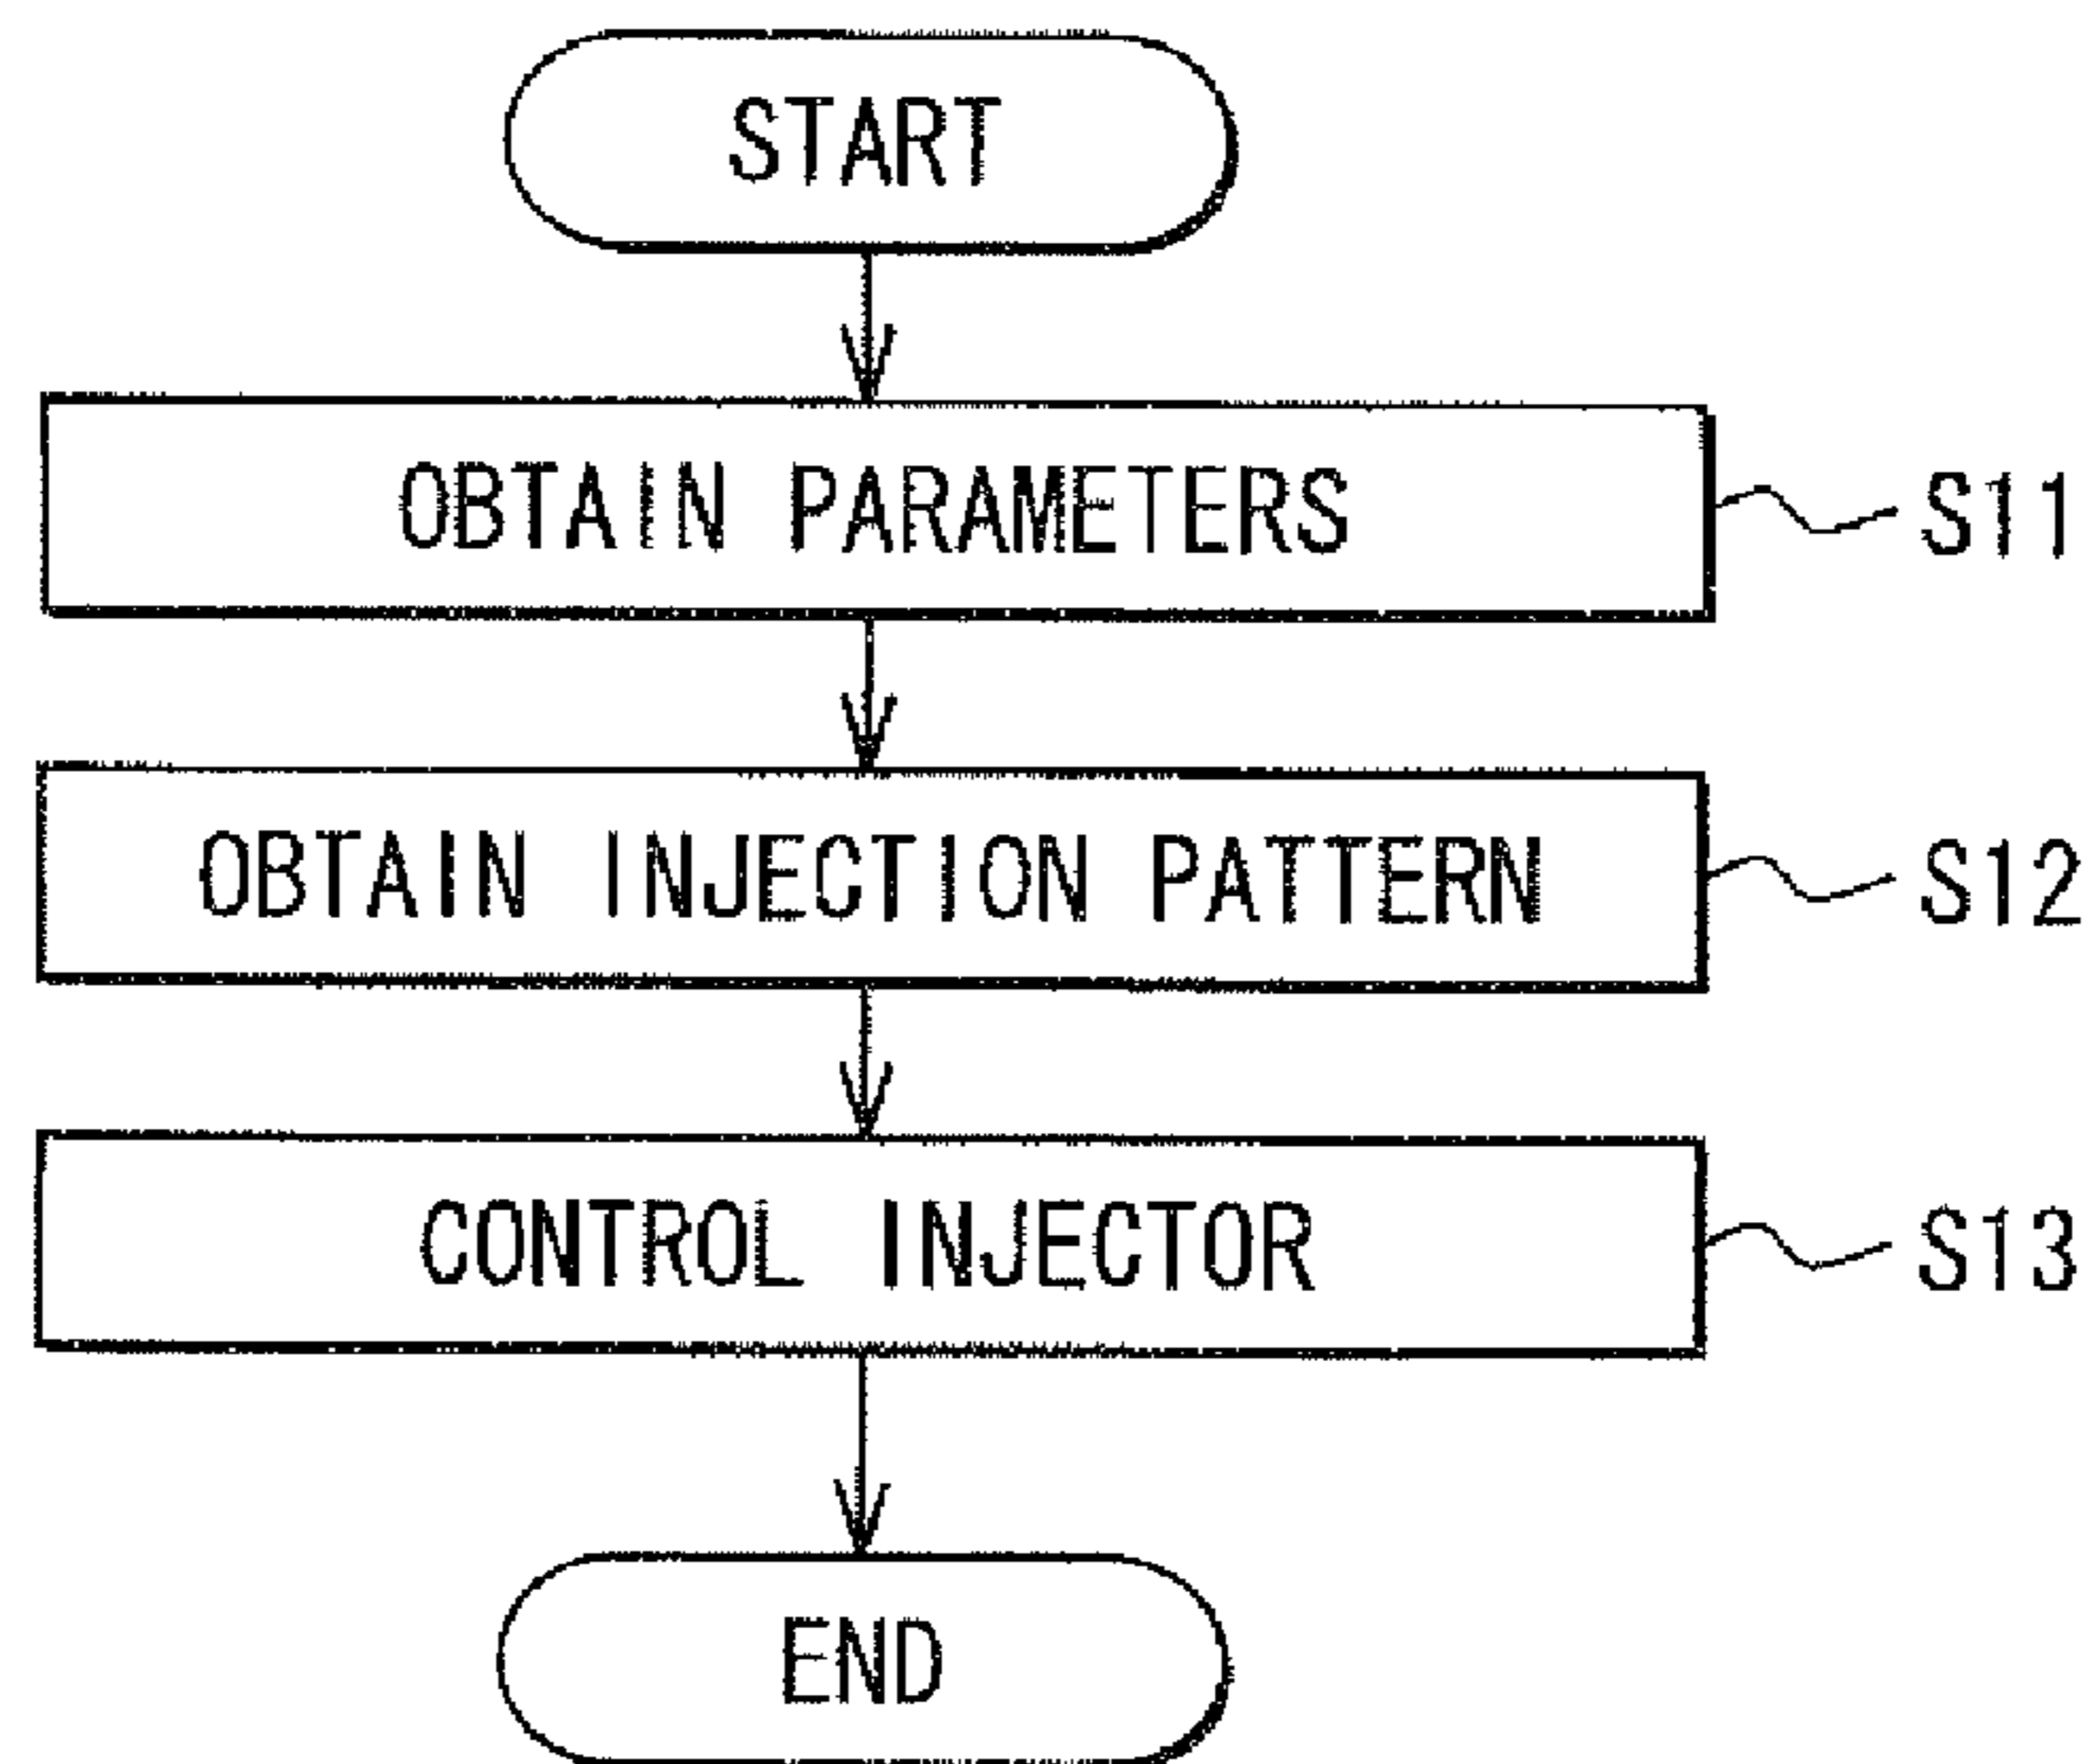 START
OBTAIN PARAMETERS S11
OBTAIN INJECTION PATTERN S12
CONTROL INJECTOR S13
END